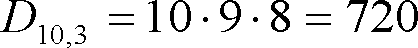 D₁₀,₃ = 10 · 9 · 8 = 720